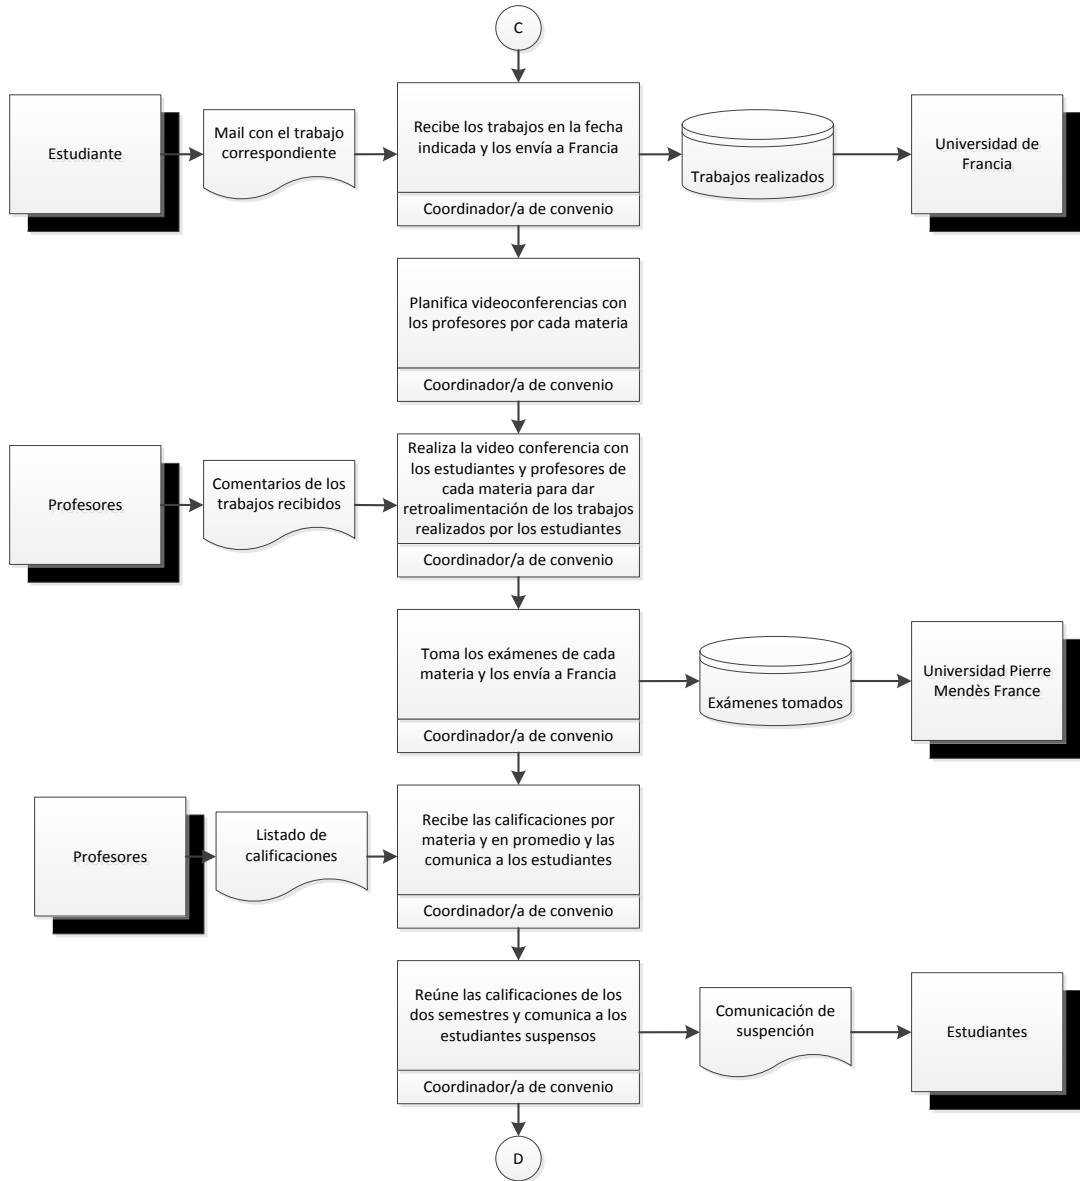 C
Estudiante
Mail con el trabajo
correspondiente
Recibe los trabajos en la fecha
indicada y los envía a Francia
Coordinador/a de convenio
Trabajos realizados
Universidad de
Francia
Planifica videoconferencias con
los profesores por cada materia
Coordinador/a de convenio
Profesores
Comentarios de los
trabajos recibidos
Realiza la video conferencia con
los estudiantes y profesores de
cada materia para dar
retroalimentación de los trabajos
realizados por los estudiantes
Coordinador/a de convenio
Toma los exámenes de cada
materia y los envía a Francia
Coordinador/a de convenio
Exámenes tomados
Universidad Pierre
Mendès France
Profesores
Listado de
calificaciones
Recibe las calificaciones por
materia y en promedio y las
comunica a los estudiantes
Coordinador/a de convenio
Reúne las calificaciones de los
dos semestres y comunica a los
estudiantes suspensos
Coordinador/a de convenio
Comunicación de
suspención
Estudiantes
D